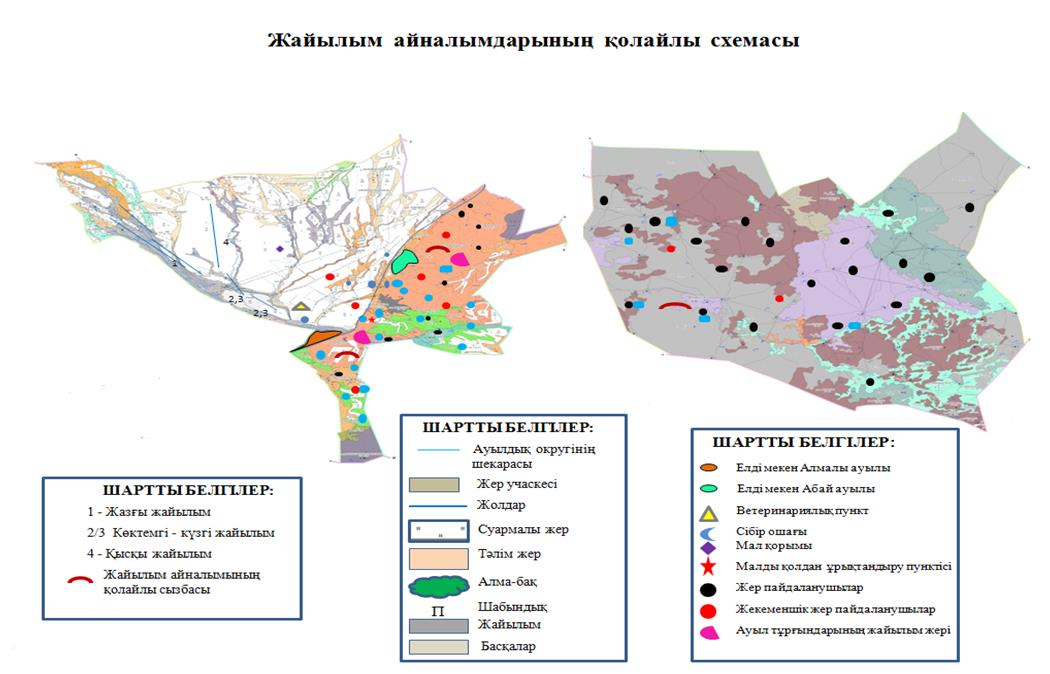 Жайылым айналымдарының қолайлы схемасы
4
1
2,3
2,3
ШАРТТЫ БЕЛГІЛЕР:
1 - Жазғы жайылым
2/3 Көктемгі - күзгі жайылым
4 - Қысқы жайылым
Жайылым айналымының
қолайлы сызбасы
ШАРТТЫ БЕЛГІЛЕР:
Ауылдық округінің
шекарасы
Жер учаскесі
Жолдар
Суармалы жер
Тәлім жер
Алма-бақ
П Шабындық
Жайылым
Басқалар
ШАРТТЫ БЕЛГІЛЕР:
Елді мекен Алмалы ауылы
Елді мекен Абай ауылы
Ветеринариялық пункт
Сібір ошағы
Мал қорымы
Малды қолдан ұрықтандыру пунктісі
Жер пайдаланушылар
Жекеменшік жер пайдаланушылар
Ауыл тұрғындарының жайылым жері